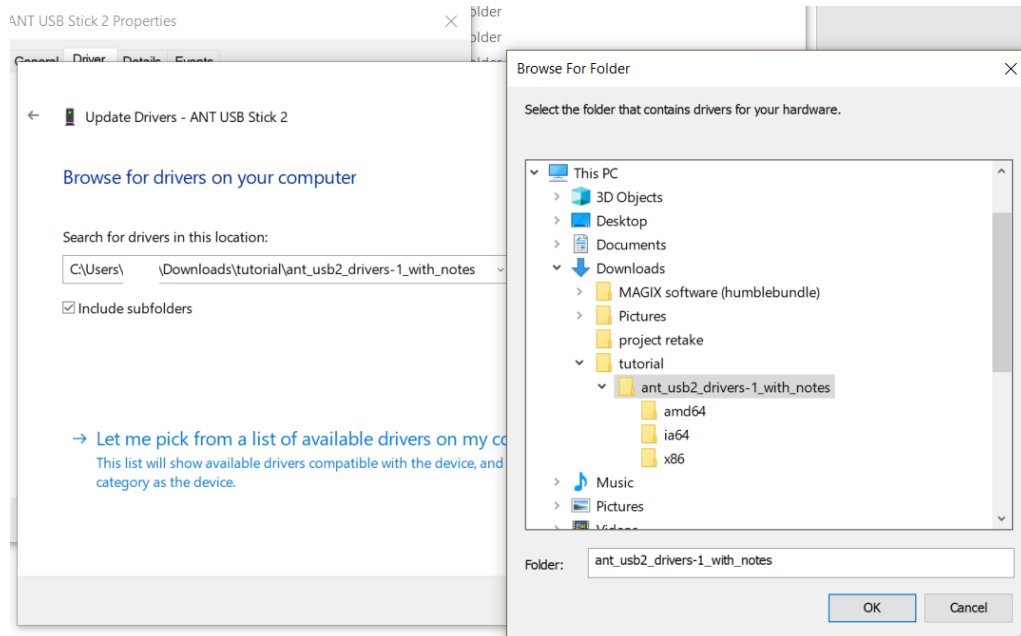 ANT USB Stick 2 Properties
General Driver Details Events
older
older
Update Drivers - ANT USB Stick 2
Browse for drivers on your computer
Search for drivers in this location:
C:\Users\ \Downloads\tutorial\ant_usb2_drivers-1_with_notes
Include subfolders
Let me pick from a list of available drivers on my co
This list will show available drivers compatible with the device, and
category as the device.
Browse For Folder
Select the folder that contains drivers for your hardware.
This PC
3D Objects
Desktop
Documents
Downloads
MAGIX software (humblebundle)
Pictures
project retake
tutorial
ant_usb2_drivers-1_with_notes
amd64
ia64
x86
Music
Pictures
Videos
Folder: ant_usb2_drivers-1_with_notes
OK Cancel